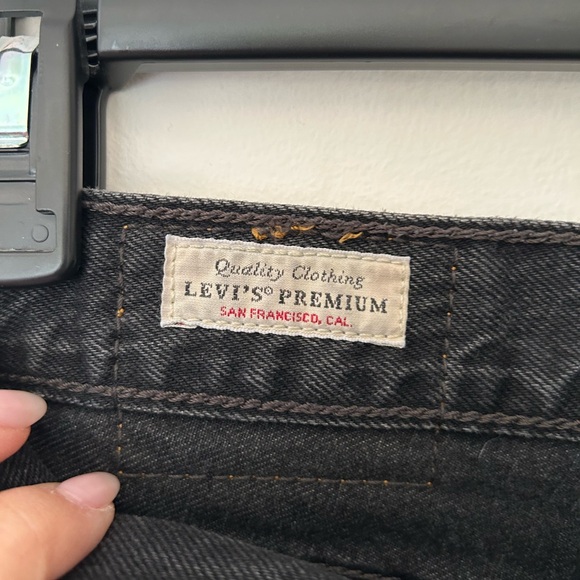 Quality Clothing
LEVI'S® PREMIUM
SAN FRANCISCO, CAL.